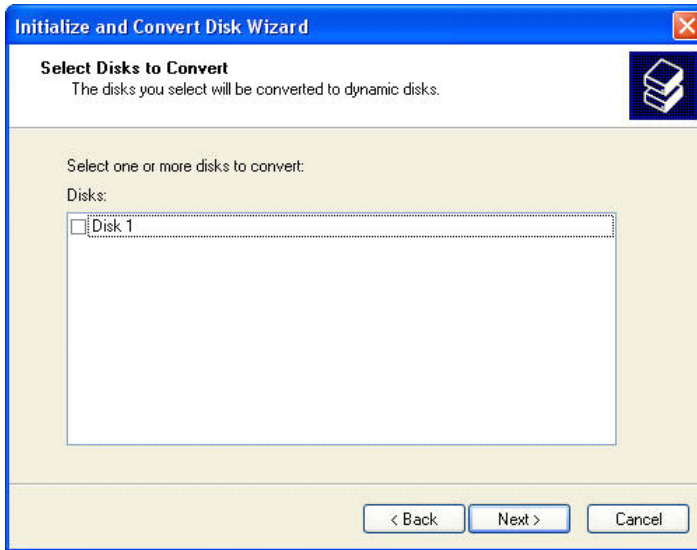 Initialize and Convert Disk Wizard
Select Disks to Convert
The disks you select will be converted to dynamic disks.
Select one or more disks to convert:
Disks:
Disk 1
< Back Next > Cancel